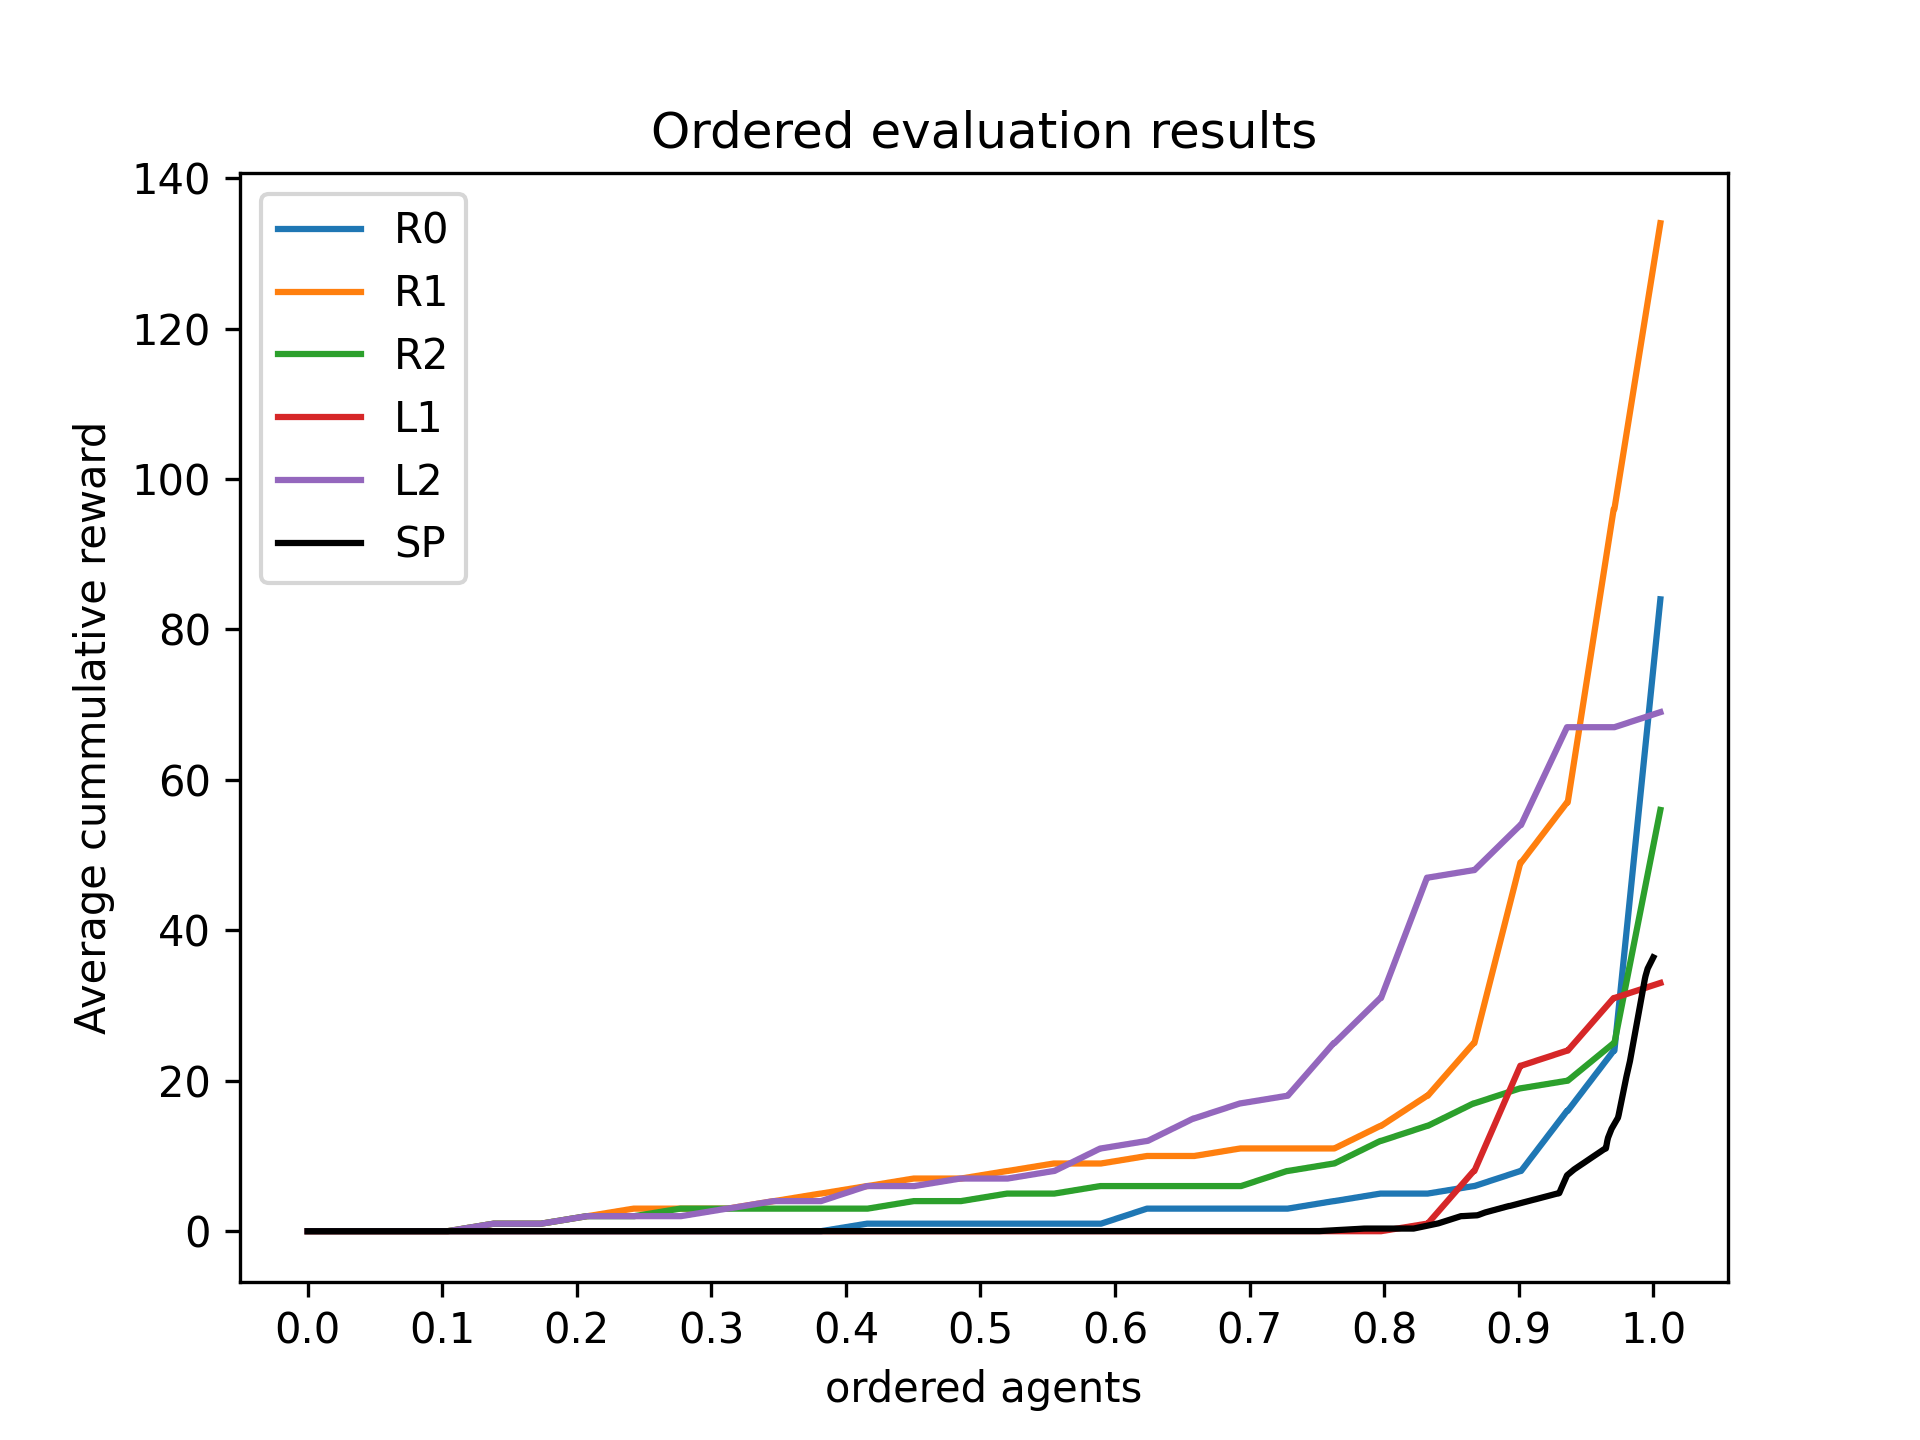 Ordered evaluation results
140
120
100
80
60
40
20
0
Average cummulative reward
R0
R1
R2
L1
L2
SP
0.0 0.1 0.2 0.3 0.4 0.5 0.6 0.7 0.8 0.9 1.0
ordered agents